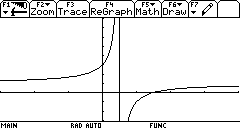 F1 F2 F3 F4 F5 F6 F7
Zoom Trace ReGraph Math Draw
MAIN RAD AUTO FUNC